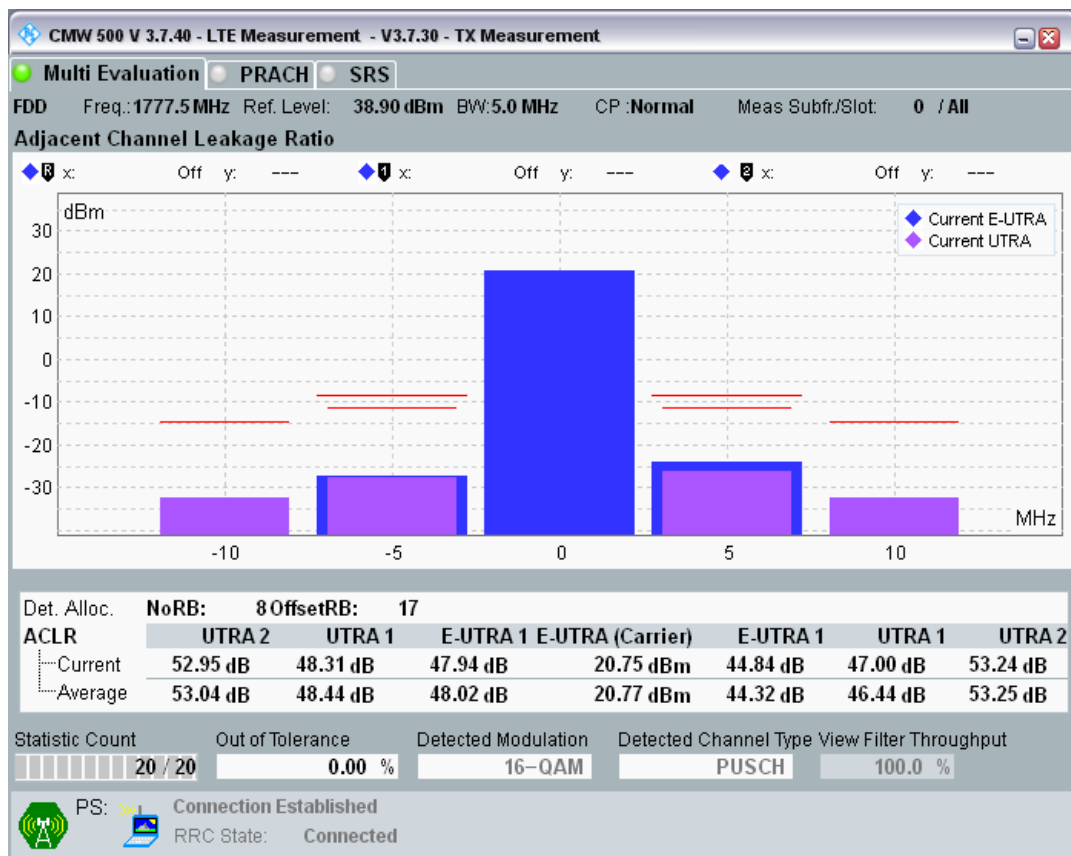 CMW 500 V 3.7.40 - LTE Measurement - V3.7.30 - TX Measurement
Multi Evaluation PRACH SRS
FDD Freq.:1777.5 MHz Ref. Level: 38.90 dBm BW:5.0 MHz CP :Normal Meas Subfr./Slot: 0 / All
Adjacent Channel Leakage Ratio
R x: Off y: --- 1 x: Off y: --- 2 x: Off y: ---
dBm
Current E-UTRA
Current UTRA
30
20
10
0
-10
-20
-30
MHz
-10 -5 0 5 10
Det. Alloc. NoRB: 8 OffsetRB: 17
ACLR UTRA 2 UTRA 1 E-UTRA 1 E-UTRA (Carrier) E-UTRA 1 UTRA 1 UTRA 2
Current 52.95 dB 48.31 dB 47.94 dB 20.75 dBm 44.84 dB 47.00 dB 53.24 dB
Average 53.04 dB 48.44 dB 48.02 dB 20.77 dBm 44.32 dB 46.44 dB 53.25 dB
Statistic Count Out of Tolerance Detected Modulation Detected Channel Type View Filter Throughput
20 / 20 0.00 % 16-QAM PUSCH 100.0 %
PS: Connection Established
RRC State: Connected